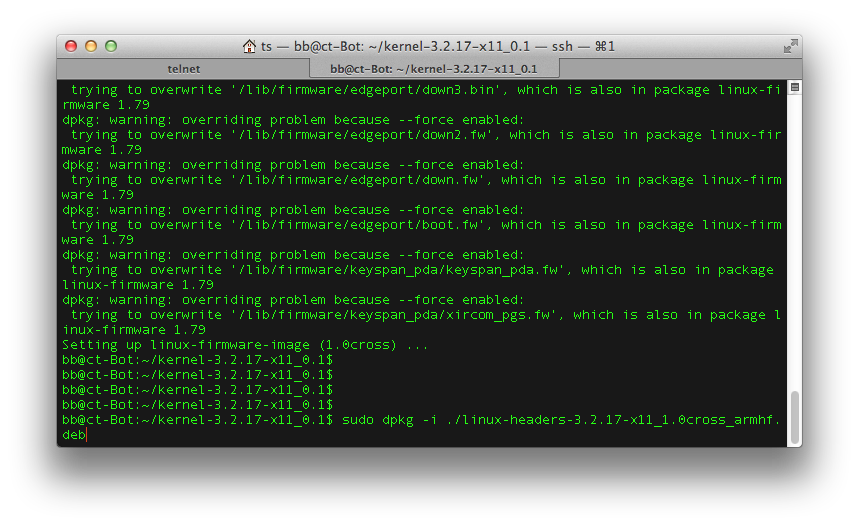 ts — bb@ct-Bot: ~/kernel-3.2.17-x11_0.1 — ssh — ⌘1
telnet
bb@ct-Bot: ~/kernel-3.2.17-x11_0.1
 trying to overwrite '/lib/firmware/edgeport/down3.bin', which is also in package linux-fi
rmware 1.79
dpkg: warning: overriding problem because --force enabled:
 trying to overwrite '/lib/firmware/edgeport/down2.fw', which is also in package linux-fir
mware 1.79
dpkg: warning: overriding problem because --force enabled:
 trying to overwrite '/lib/firmware/edgeport/down.fw', which is also in package linux-firm
ware 1.79
dpkg: warning: overriding problem because --force enabled:
 trying to overwrite '/lib/firmware/edgeport/boot.fw', which is also in package linux-firm
ware 1.79
dpkg: warning: overriding problem because --force enabled:
 trying to overwrite '/lib/firmware/keyspan_pda/keyspan_pda.fw', which is also in package
linux-firmware 1.79
dpkg: warning: overriding problem because --force enabled:
 trying to overwrite '/lib/firmware/keyspan_pda/xircom_pgs.fw', which is also in package l
inux-firmware 1.79
Setting up linux-firmware-image (1.0cross) ...
bb@ct-Bot:~/kernel-3.2.17-x11_0.1$
bb@ct-Bot:~/kernel-3.2.17-x11_0.1$
bb@ct-Bot:~/kernel-3.2.17-x11_0.1$
bb@ct-Bot:~/kernel-3.2.17-x11_0.1$
bb@ct-Bot:~/kernel-3.2.17-x11_0.1$ sudo dpkg -i ./linux-headers-3.2.17-x11_1.0cross_armhf.
deb